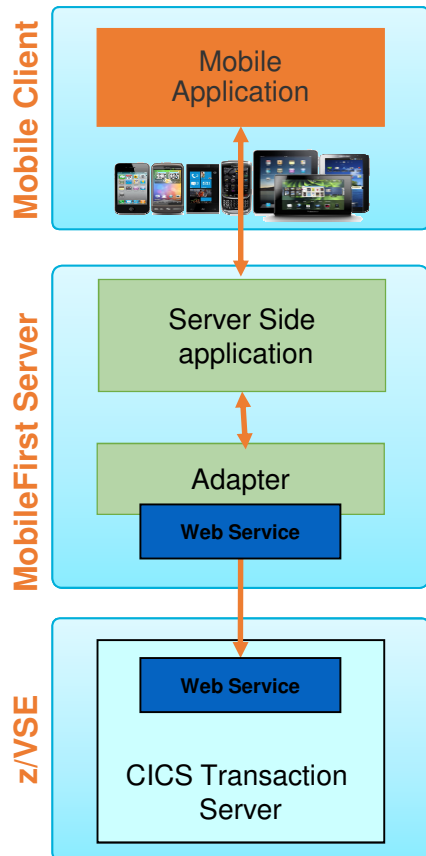 Mobile Client
Mobile
Application
MobileFirst Server
Server Side
application
Adapter
Web Service
z/VSE
Web Service
CICS Transaction
Server